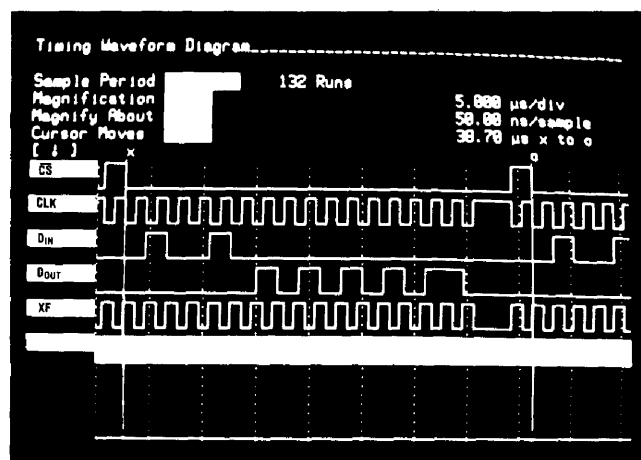 Timing Waveform Diagram
Sample Period 132 Runs
Magnification 5.000 µs/div
Magnify About 50.00 ns/sample
Cursor Moves 38.70 µs x to o
[ ↓ ] x o
CS
CLK
DIN
DOUT
XF